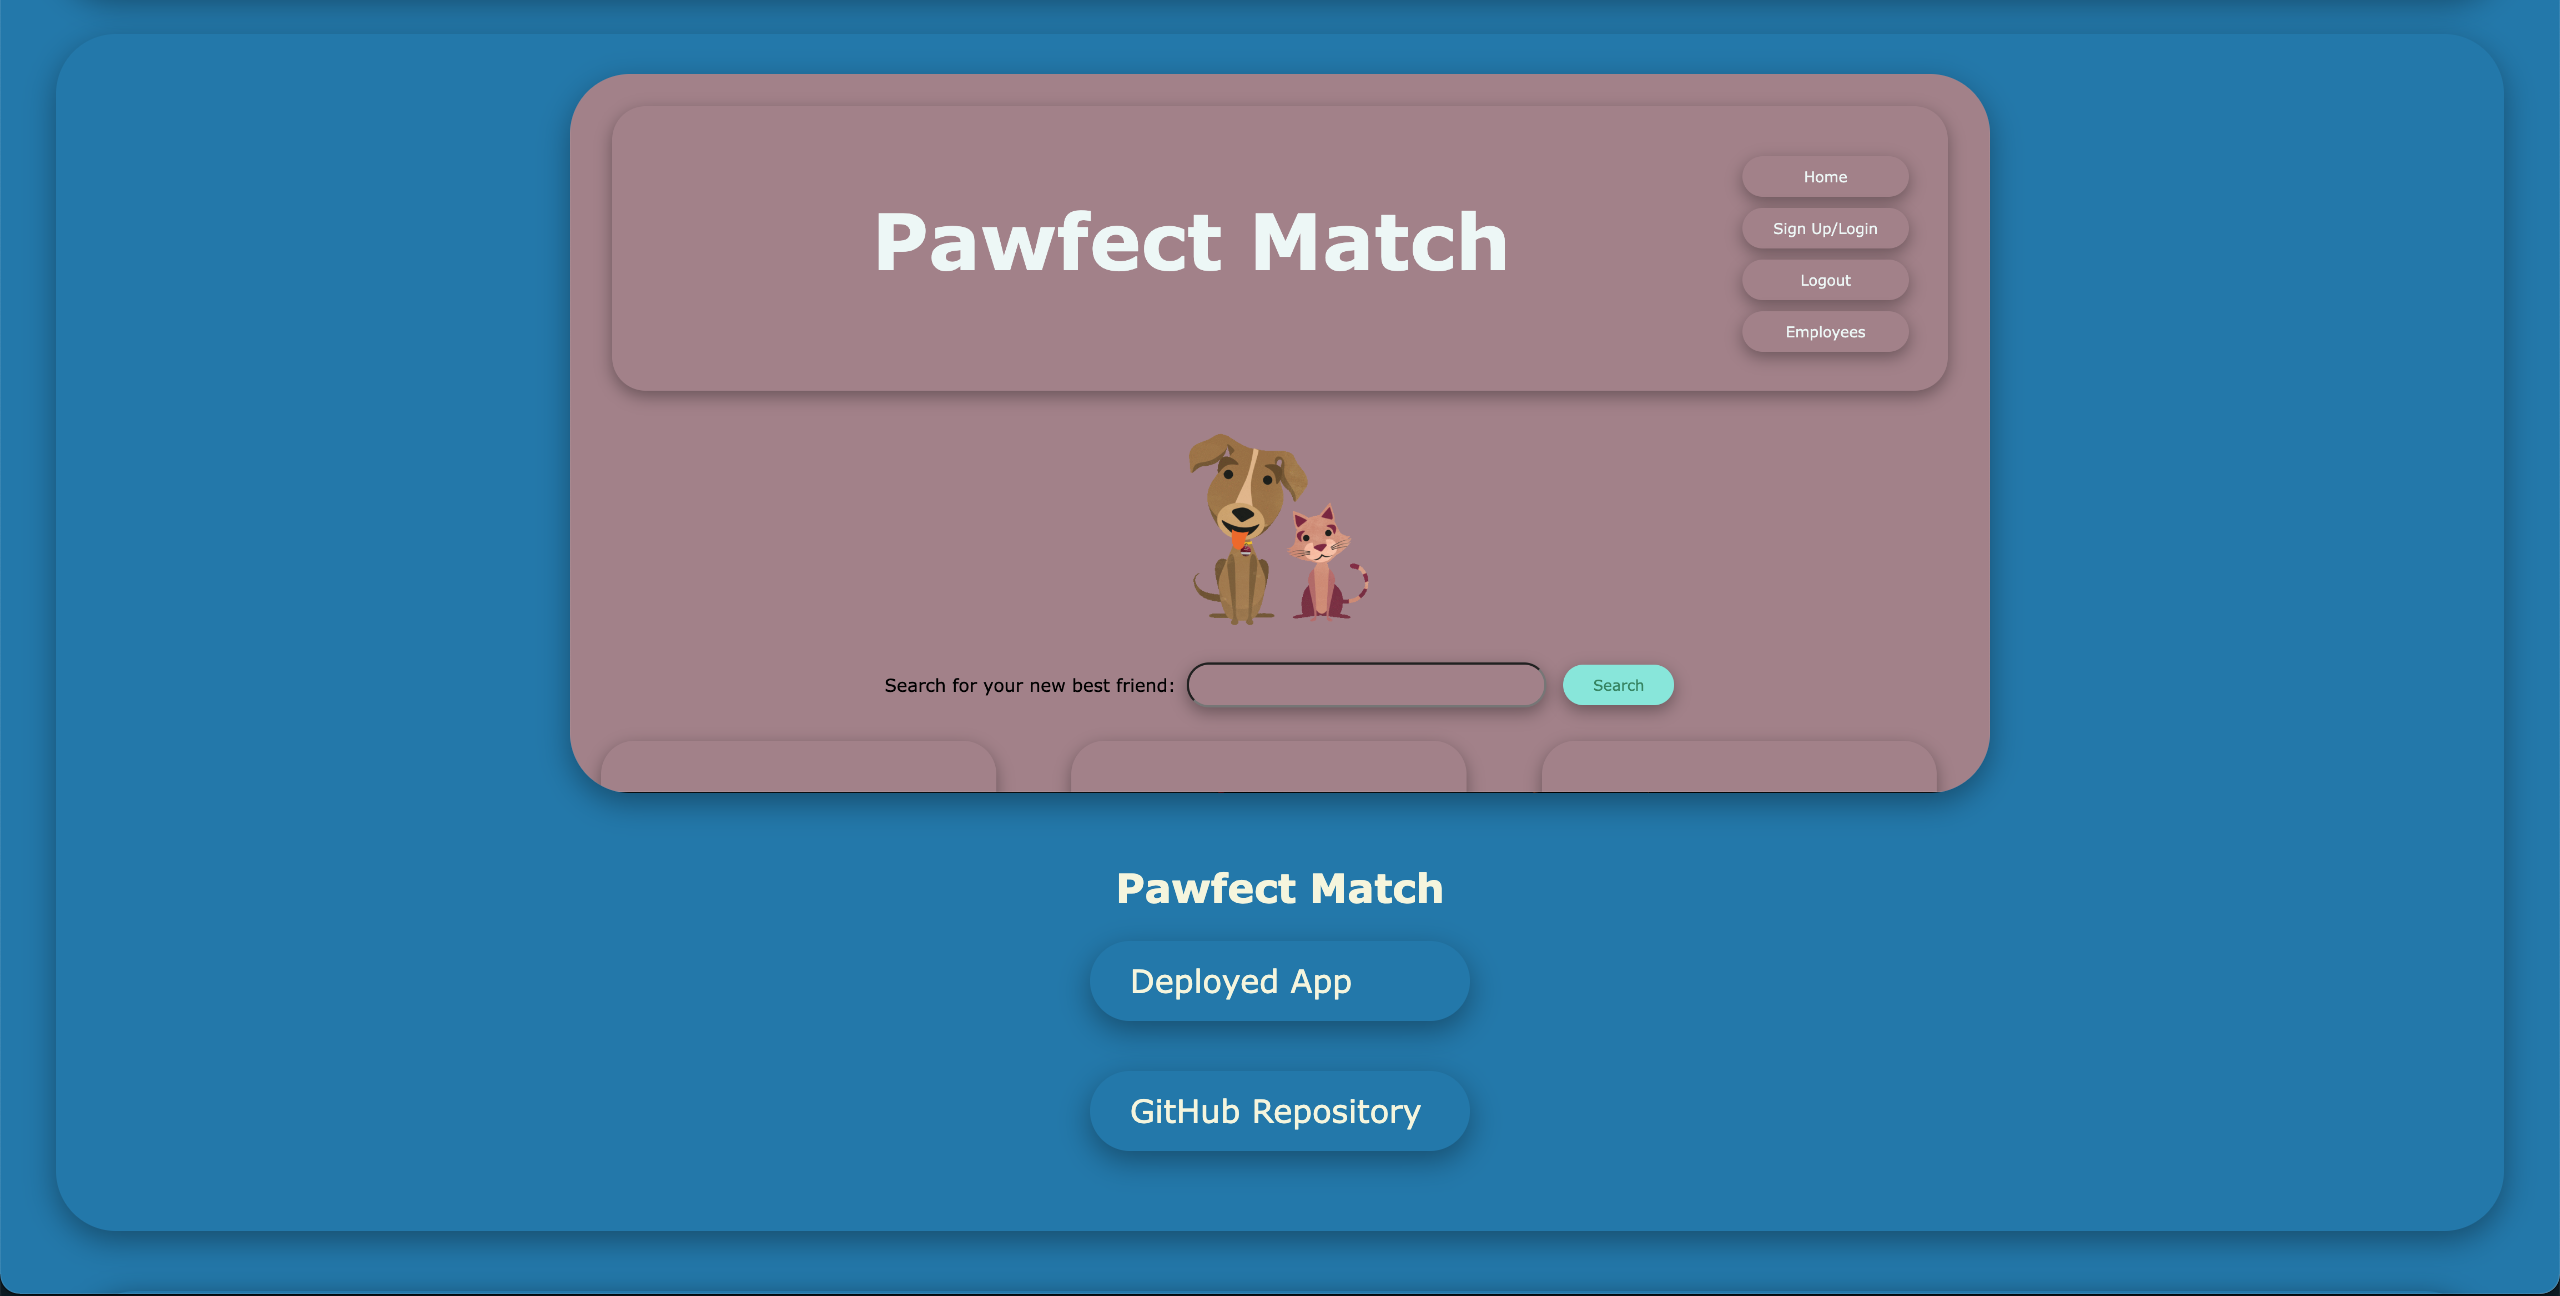 Pawfect Match
Home
Sign Up/Login
Logout
Employees
Search for your new best friend:
Search
Pawfect Match
Deployed App
GitHub Repository